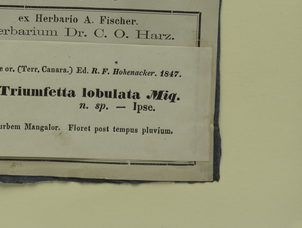 ex Herbario A. Fischer.
erbarium Dr. C. O. Harz.
e or. (Terr, Canara.) Ed. R. F. Hohenacker. 1847.
Triumfetta lobulata Miq.
n. sp. — Ipse.
urbem Mangalor. Floret post tempus pluvium.